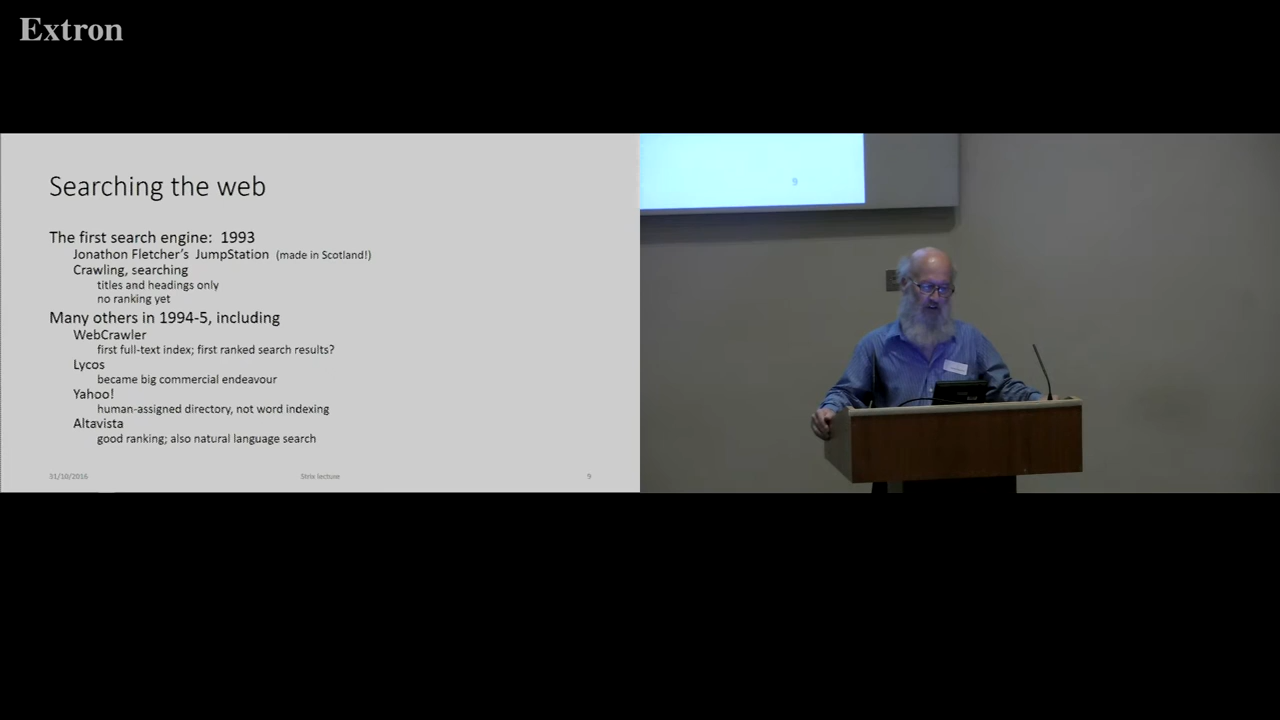 Extron
Searching the web
The first search engine: 1993
Jonathon Fletcher's JumpStation (made in Scotland!)
Crawling, searching
titles and headings only
no ranking yet
Many others in 1994-5, including
WebCrawler
first full-text index; first ranked search results?
Lycos
became big commercial endeavour
Yahoo!
human-assigned directory, not word indexing
Altavista
good ranking; also natural language search
31/10/2016
Strix lecture
9
9